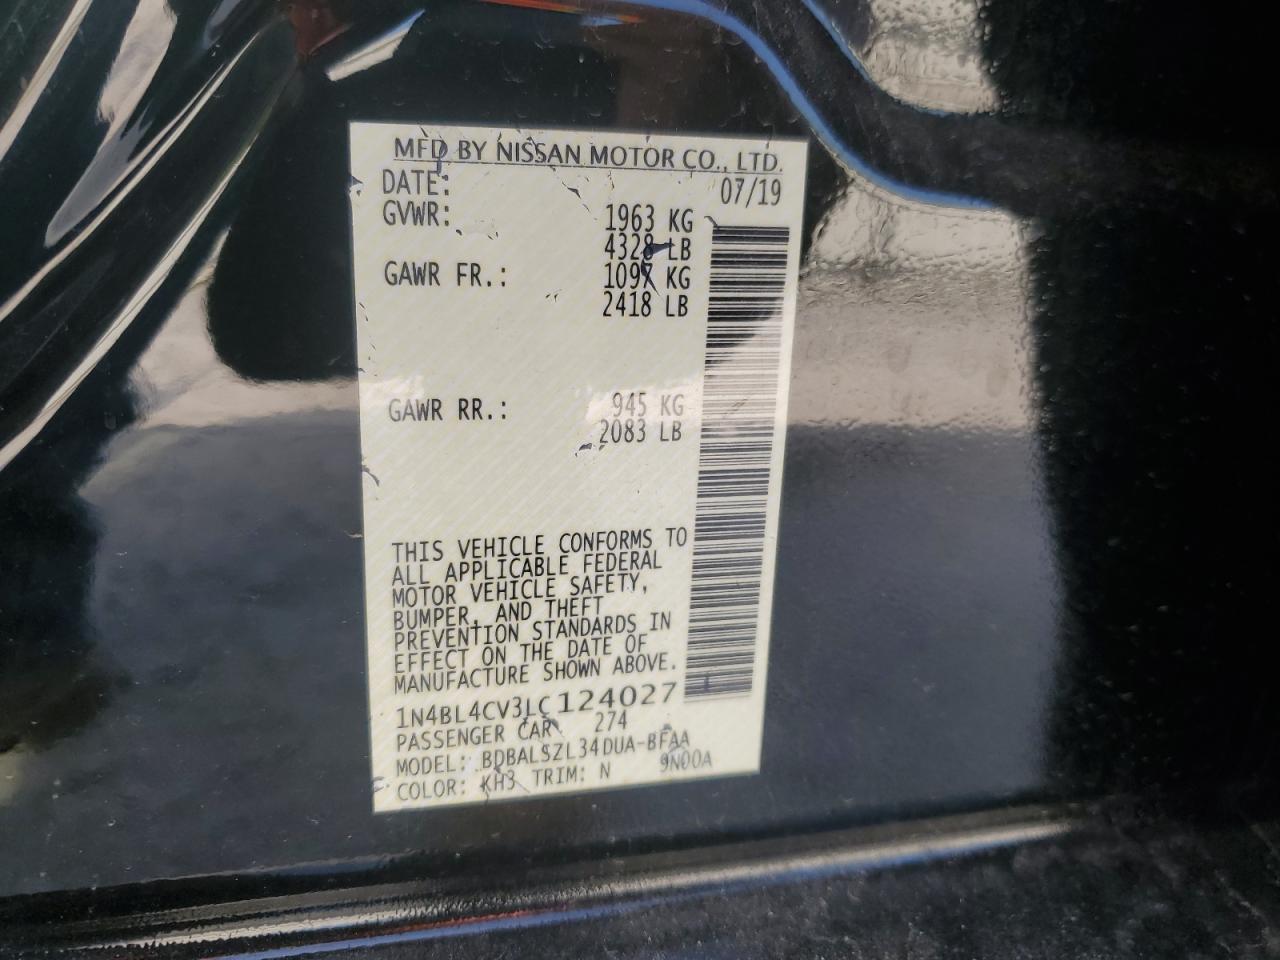 MFD BY NISSAN MOTOR CO., LTD.
DATE: 07/19
GVWR: 1963 KG
4328 LB
GAWR FR.: 1097 KG
2418 LB
GAWR RR.: 945 KG
2083 LB
THIS VEHICLE CONFORMS TO
ALL APPLICABLE FEDERAL
MOTOR VEHICLE SAFETY,
BUMPER, AND THEFT
PREVENTION STANDARDS IN
EFFECT ON THE DATE OF
MANUFACTURE SHOWN ABOVE.
1N4BL4CV3LC124027
PASSENGER CAR 274
MODEL: BDBALSZL34DUA-BFAA
COLOR: KH3 TRIM: N 9N00A